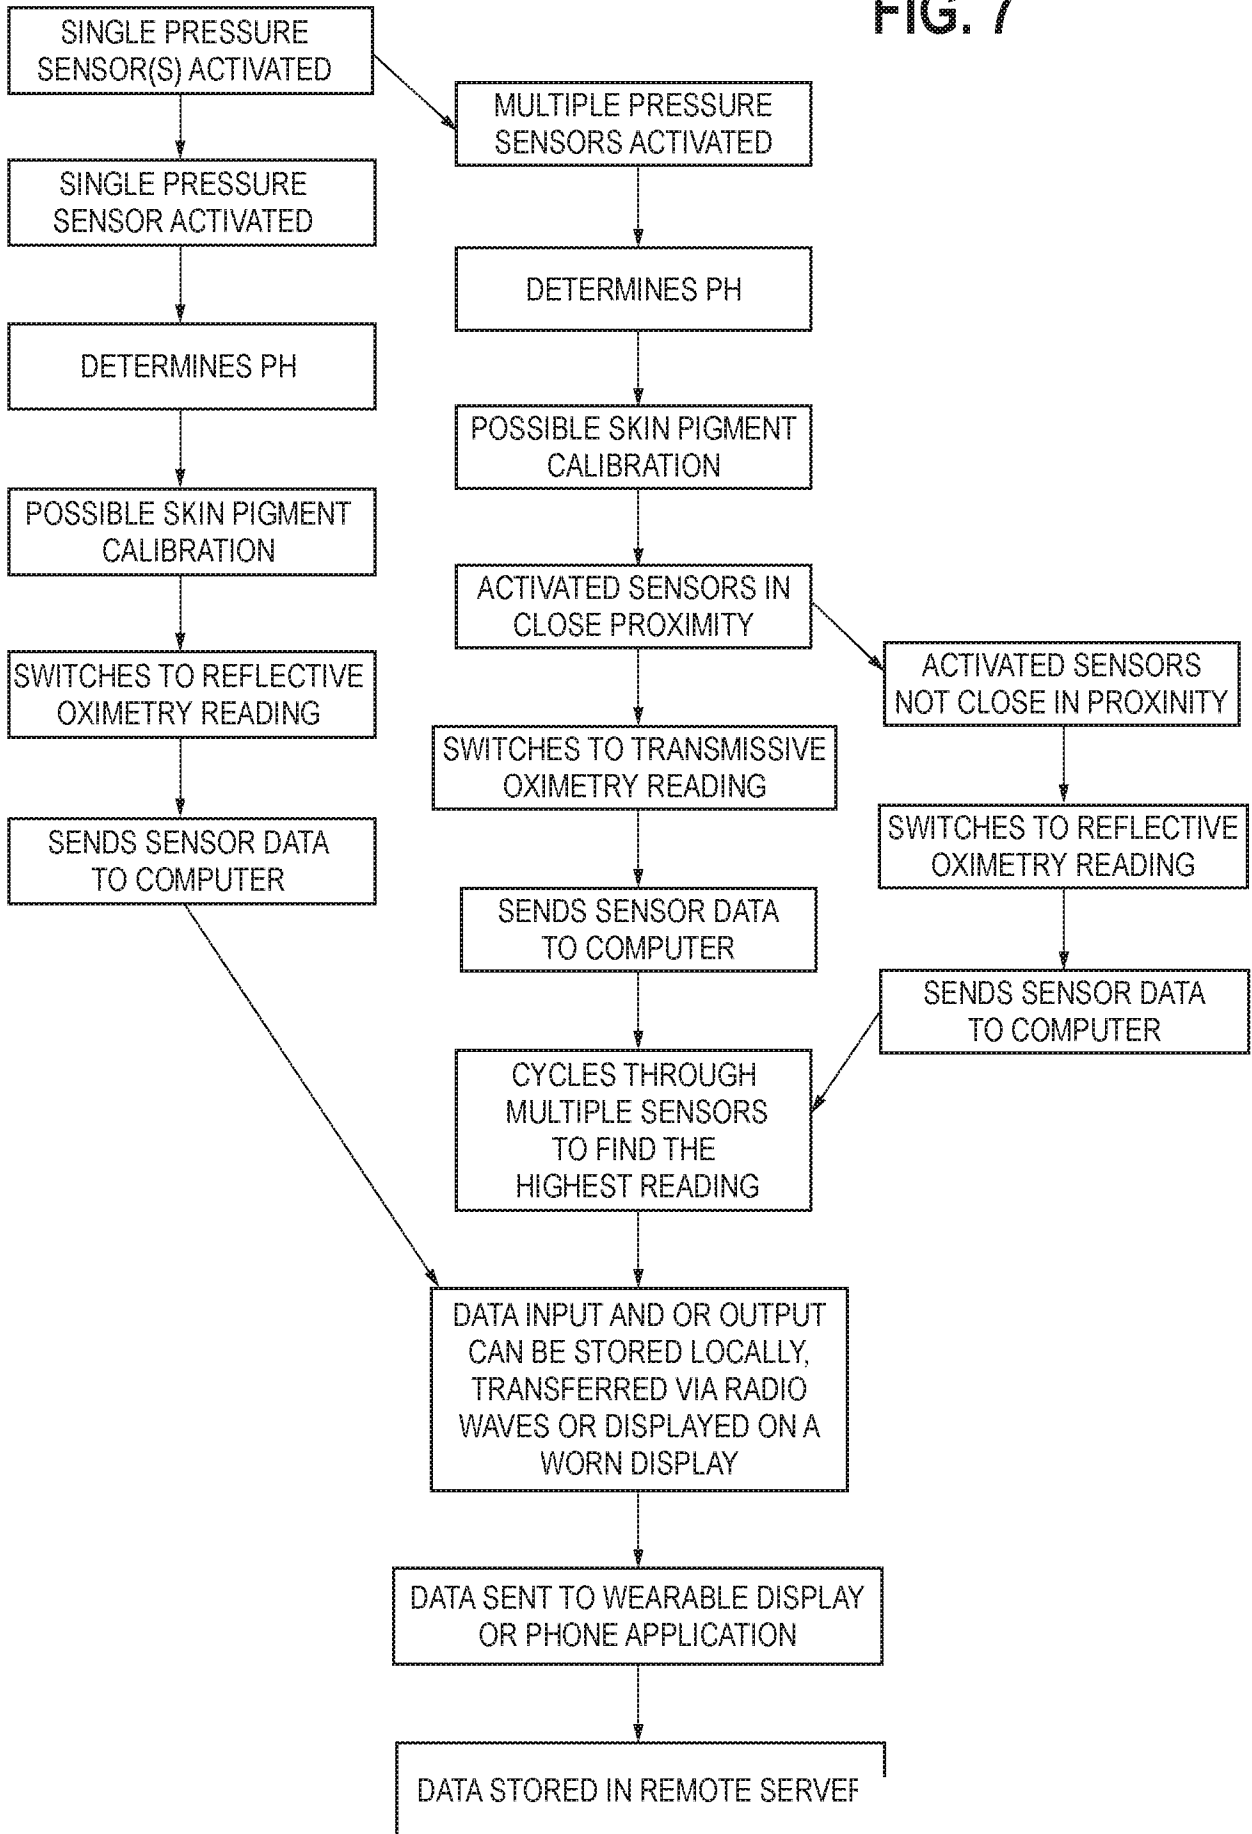 FIG. 7
SINGLE PRESSURE
SENSOR(S) ACTIVATED
MULTIPLE PRESSURE
SENSORS ACTIVATED
SINGLE PRESSURE
SENSOR ACTIVATED
DETERMINES PH
DETERMINES PH
POSSIBLE SKIN PIGMENT
CALIBRATION
POSSIBLE SKIN PIGMENT
CALIBRATION
ACTIVATED SENSORS IN
CLOSE PROXIMITY
ACTIVATED SENSORS
NOT CLOSE IN PROXINITY
SWITCHES TO REFLECTIVE
OXIMETRY READING
SWITCHES TO TRANSMISSIVE
OXIMETRY READING
SWITCHES TO REFLECTIVE
OXIMETRY READING
SENDS SENSOR DATA
TO COMPUTER
SENDS SENSOR DATA
TO COMPUTER
SENDS SENSOR DATA
TO COMPUTER
CYCLES THROUGH
MULTIPLE SENSORS
TO FIND THE
HIGHEST READING
DATA INPUT AND OR OUTPUT
CAN BE STORED LOCALLY,
TRANSFERRED VIA RADIO
WAVES OR DISPLAYED ON A
WORN DISPLAY
DATA SENT TO WEARABLE DISPLAY
OR PHONE APPLICATION
DATA STORED IN REMOTE SERVER